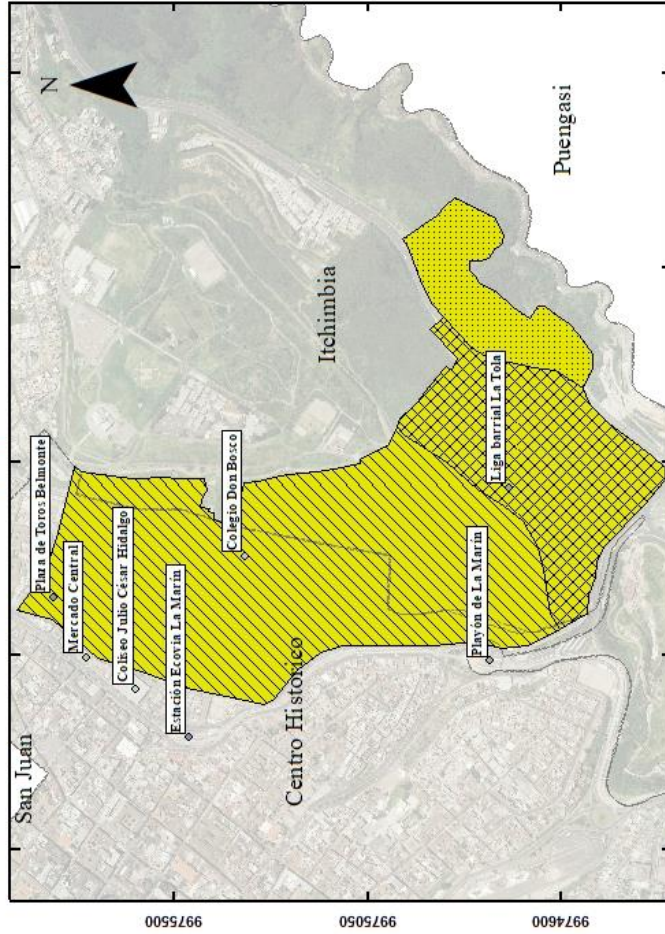 N
San Juan
Plaza de Toros Belmonte
Mercado Central
Coliseo Julio César Hidalgo
Estación Ecovía La Marín
Colegio Don Bosco
Itchimbia
Centro Historico
Liga barrial La Tola
Playón de La Marín
Puengasi
9975500
9975050
9974600